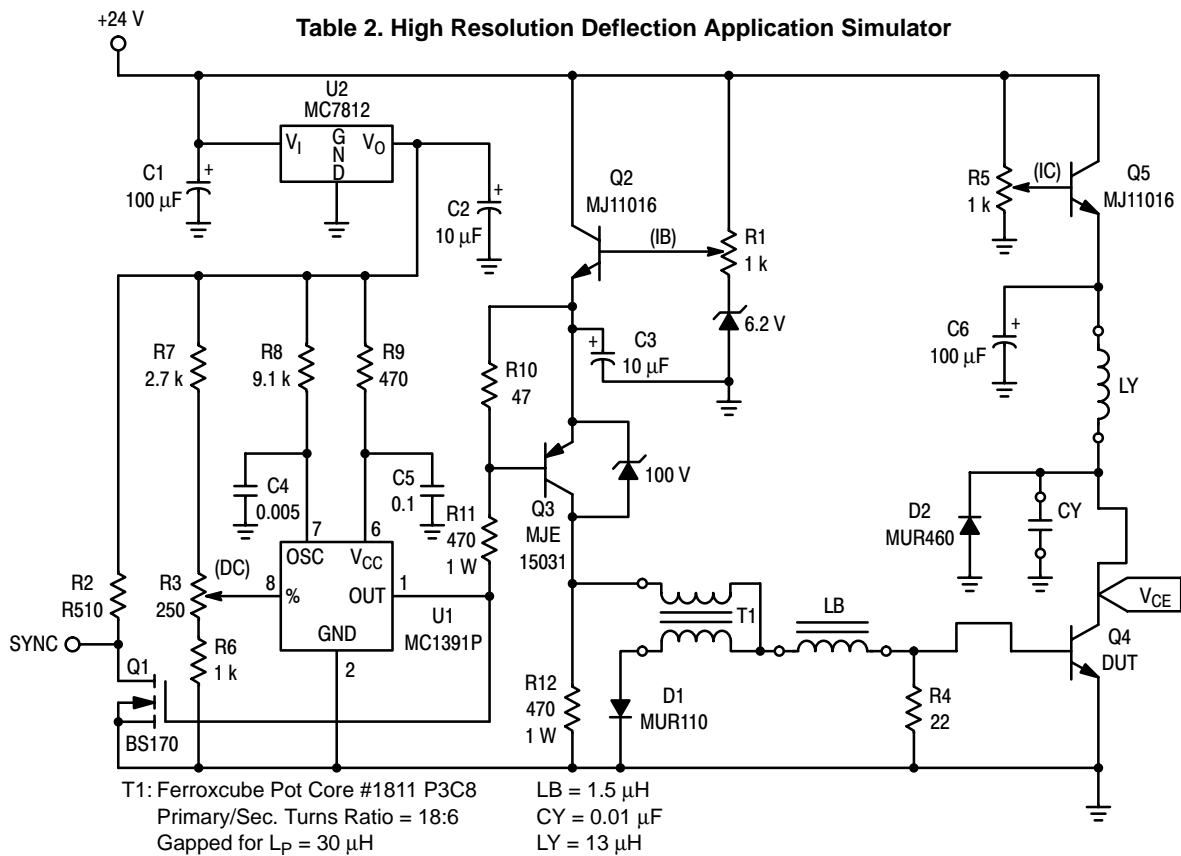 Table 2. High Resolution Deflection Application Simulator
+24 V
U2
MC7812
VI
G
N
D
VO
C1
100 µF
+
C2
10 µF
+
Q2
MJ11016
(IB)
R1
1 k
6.2 V
R5
1 k
(IC)
Q5
MJ11016
R7
2.7 k
R8
9.1 k
R9
470
R10
47
+
C3
10 µF
C6
100 µF
+
LY
C4
0.005
C5
0.1
7
6
R11
470
1 W
Q3
MJE
15031
100 V
D2
MUR460
CY
R2
R510
R3
250
(DC)
8
OSC
VCC
%
OUT
GND
1
2
U1
MC1391P
T1
LB
VCE
SYNC
Q1
BS170
R6
1 k
R12
470
1 W
D1
MUR110
R4
22
Q4
DUT
T1: Ferroxcube Pot Core #1811 P3C8
Primary/Sec. Turns Ratio = 18:6
Gapped for LP = 30 µH
LB = 1.5 µH
CY = 0.01 µF
LY = 13 µH